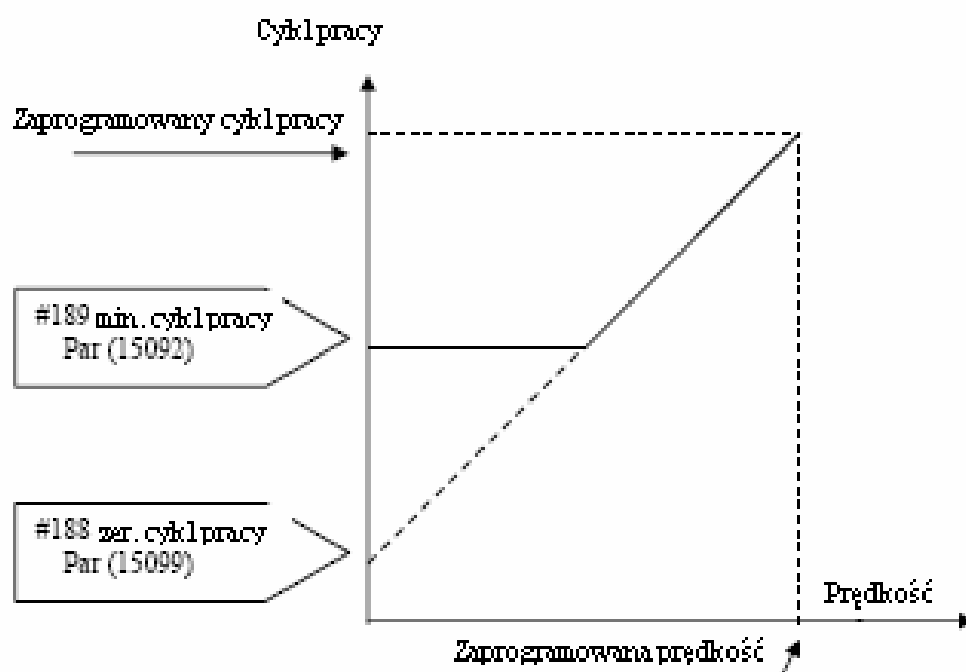 Cykl pracy
Zaprogramowany cykl pracy
#189 min. cykl pracy
Par (15092)
#188 zer. cykl pracy
Par (15099)
Prędkość
Zaprogramowana prędkość